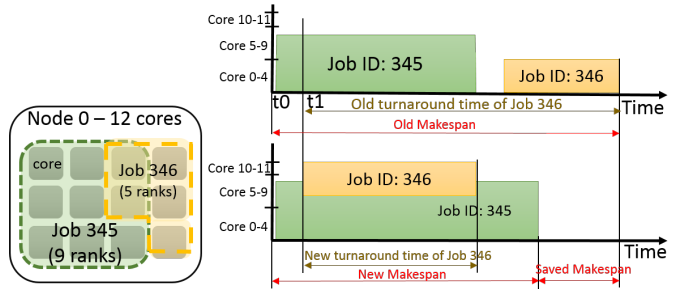 Node 0 – 12 cores
core
Job 346
(5 ranks)
Job 345
(9 ranks)
Core 10-11
Core 5-9
Core 0-4
Job ID: 345
Job ID: 346
t0
t1
Old turnaround time of Job 346
Time
Old Makespan
Core 10-11
Core 5-9
Core 0-4
Job ID: 346
Job ID: 345
Time
New turnaround time of Job 346
New Makespan
Saved Makespan